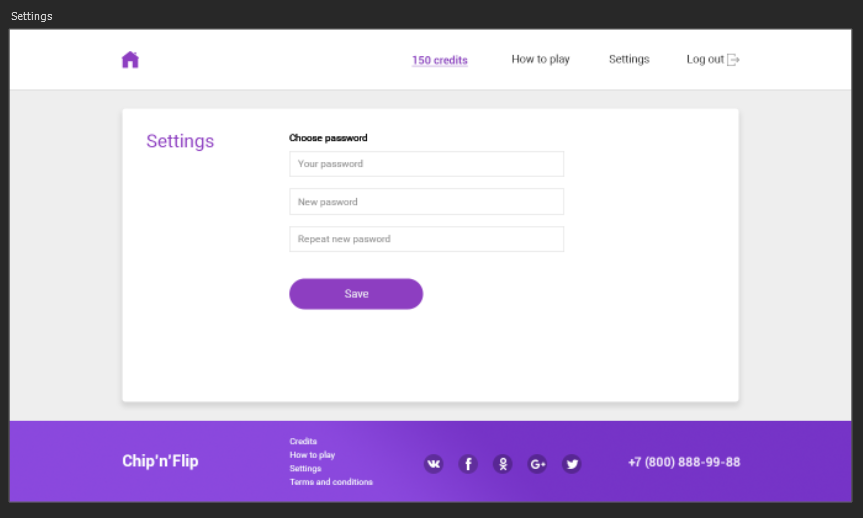 Settings
150 credits
How to play
Settings
Log out
Settings
Choose password
Your password
New pasword
Repeat new pasword
Save
Chip'n'Flip
Credits
How to play
Settings
Terms and conditions
f
G+
+7 (800) 888-99-88